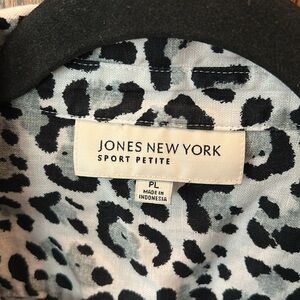 JONES NEW YORK
SPORT PETITE
PL
MADE IN
INDONESIA